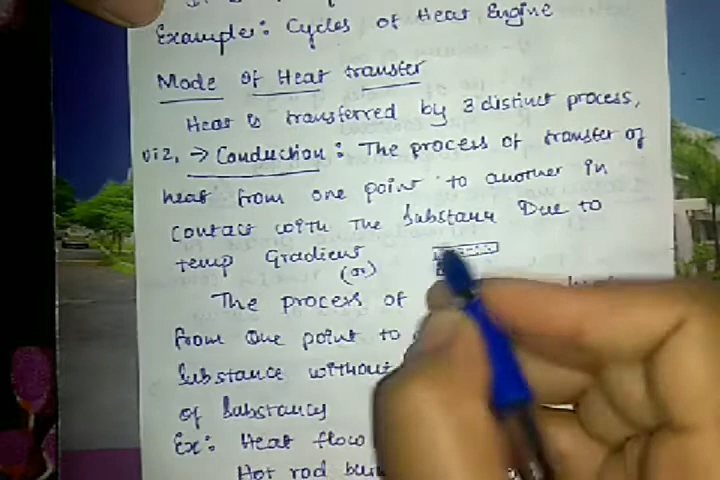 Example: Cycles of Heat Engine
Mode of Heat transfer
Heat is transferred by 3 distinct process,
viz, → Conduction: The process of transfer of
heat from one point to another in
contact with the Substance Due to
temp Gradient
(or)
The process of
from one point to
Substance without
of Substances
Ex: Heat flow
Hot rod